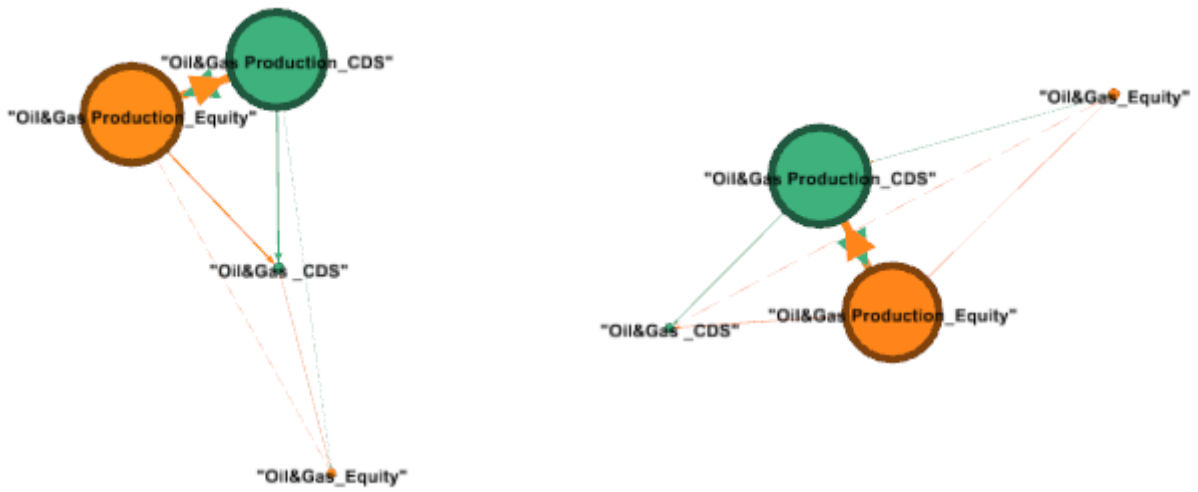 "Oil&Gas Production_CDS"
"Oil&Gas Production_Equity"
"Oil&Gas _CDS"
"Oil&Gas_Equity"
"Oil&Gas_Equity"
"Oil&Gas Production_CDS"
"Oil&Gas Production_Equity"
"Oil&Gas _CDS"